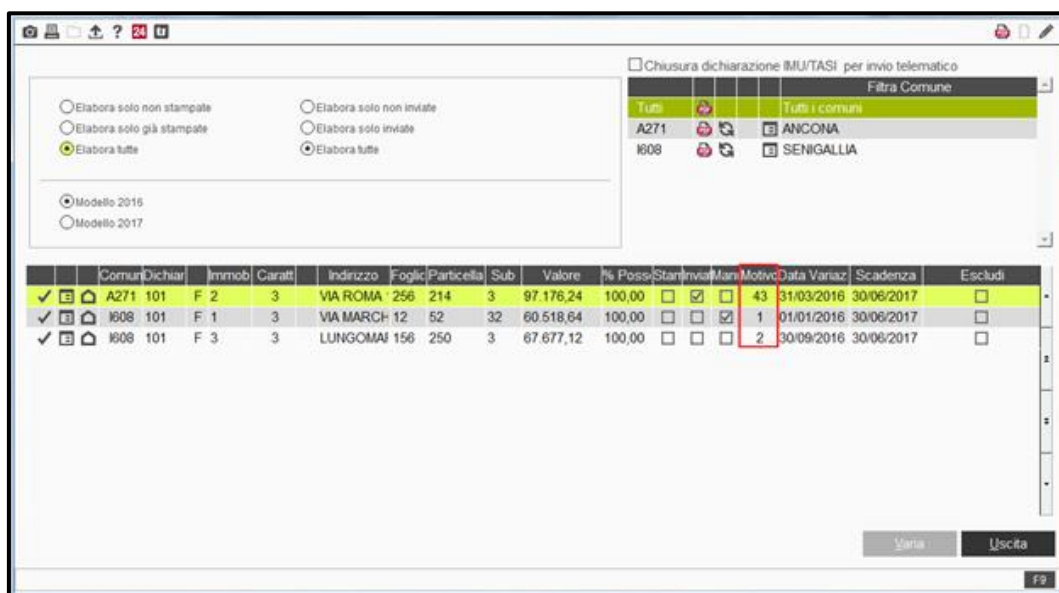 ? 24
Chiusura dichiarazione IMU/TASI per invio telematico
Filtra Comune
Tutti Tutti i comuni
A271 ANCONA
I608 SENIGALLIA
Elabora solo non stampate Elabora solo non inviate
Elabora solo già stampate Elabora solo inviate
Elabora tutte Elabora tutte
Modello 2016
Modello 2017
Comun Dichiar Immob Caratt Indirizzo Foglic Particella Sub Valore % Poss Stam Inviat Man Motivo Data Variaz Scadenza Escludi
A271 101 F 2 3 VIA ROMA 256 214 3 97.176,24 100,00 43 31/03/2016 30/06/2017
I608 101 F 1 3 VIA MARCH 12 52 32 60.518,64 100,00 1 01/01/2016 30/06/2017
I608 101 F 3 3 LUNGOMAI 156 250 3 67.677,12 100,00 2 30/09/2016 30/06/2017
Varia Uscita
F9